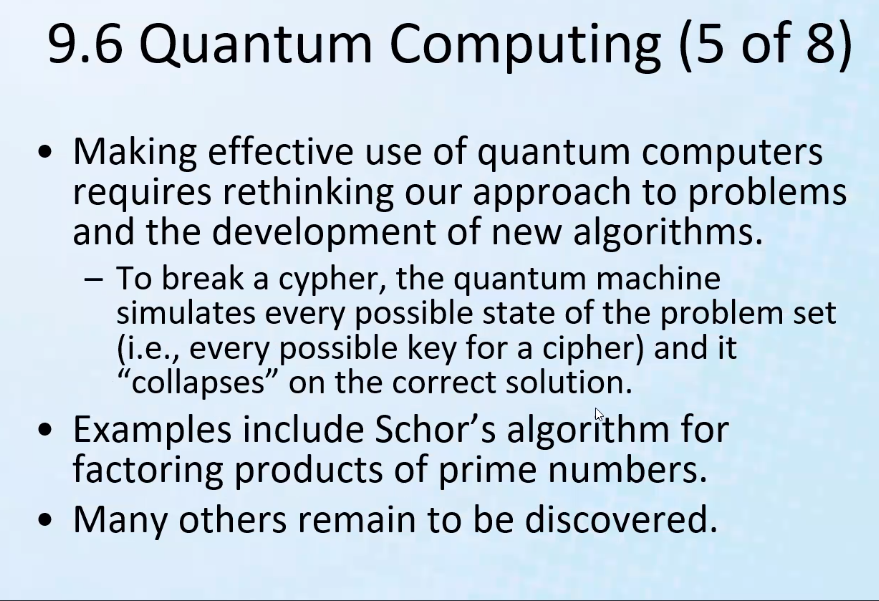 9.6 Quantum Computing (5 of 8)
• Making effective use of quantum computers
requires rethinking our approach to problems
and the development of new algorithms.
– To break a cypher, the quantum machine
simulates every possible state of the problem set
(i.e., every possible key for a cipher) and it
“collapses” on the correct solution.
• Examples include Schor’s algorithm for
factoring products of prime numbers.
• Many others remain to be discovered.